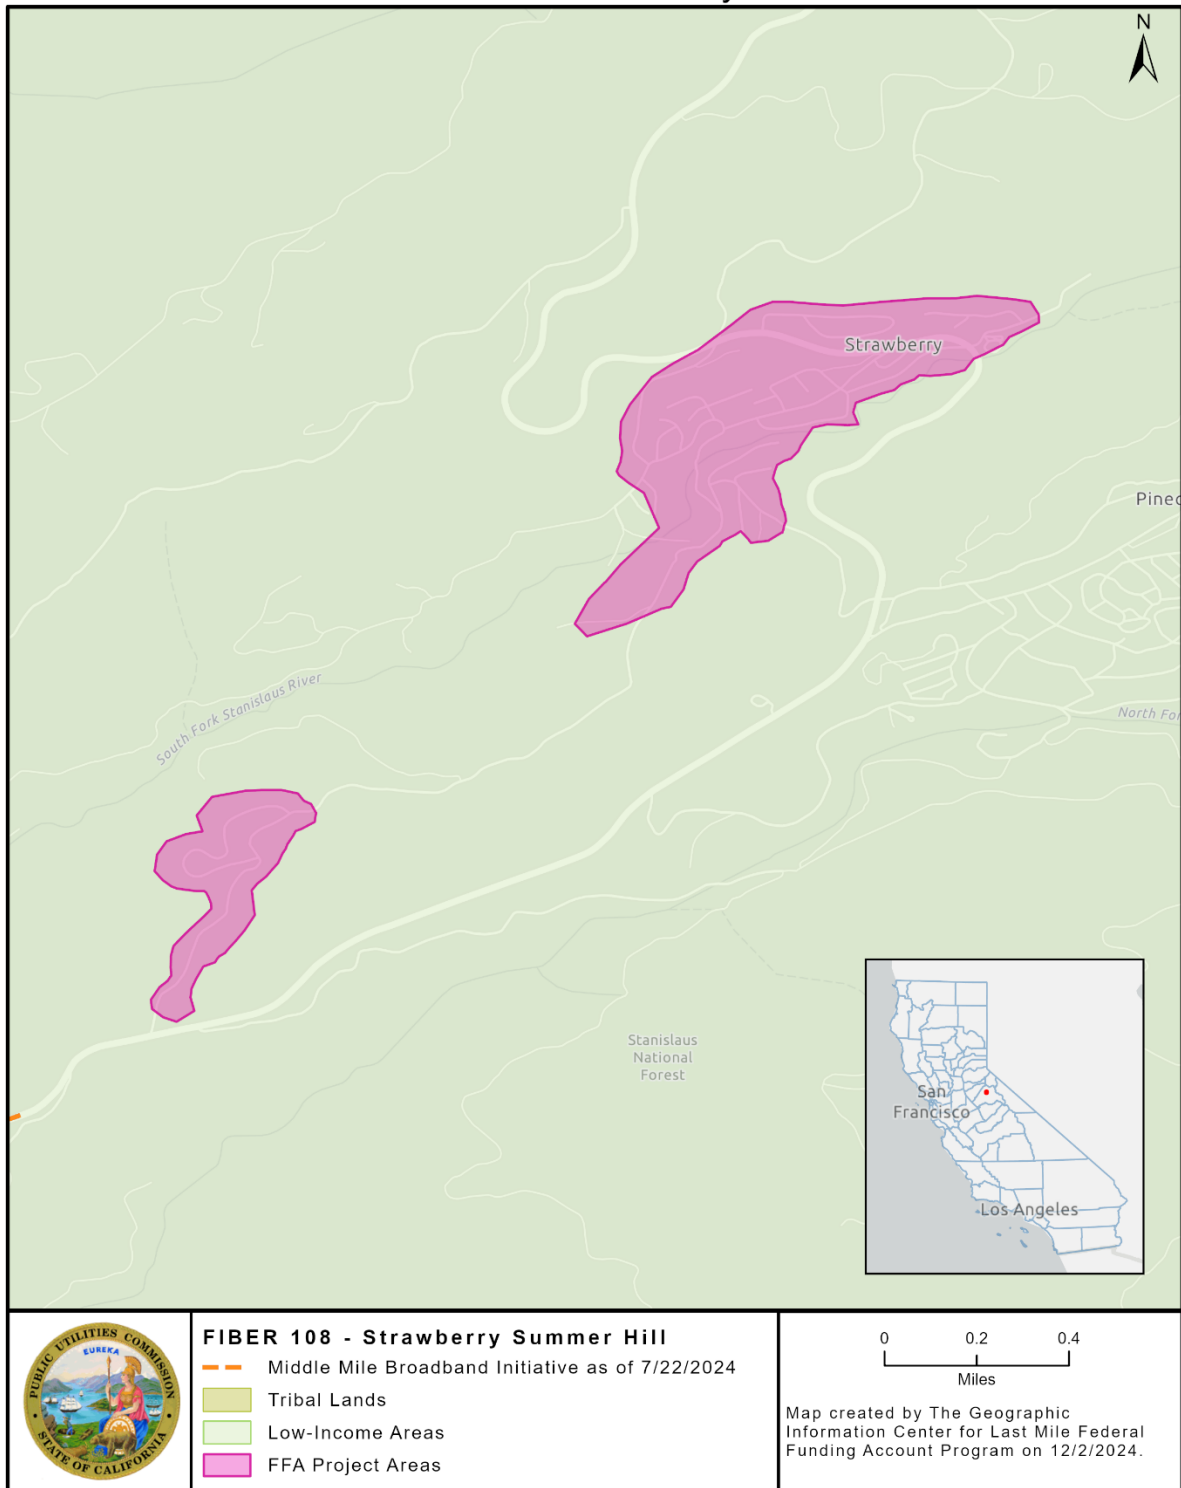 N
Strawberry
Pinec
South Fork Stanislaus River
North For
Stanislaus
National
Forest
San
Francisco
Los Angeles
PUBLIC UTILITIES COMMISSION
EUREKA
STATE OF CALIFORNIA
FIBER 108 - Strawberry Summer Hill
Middle Mile Broadband Initiative as of 7/22/2024
Tribal Lands
Low-Income Areas
FFA Project Areas
0 0.2 0.4
Miles
Map created by The Geographic
Information Center for Last Mile Federal
Funding Account Program on 12/2/2024.